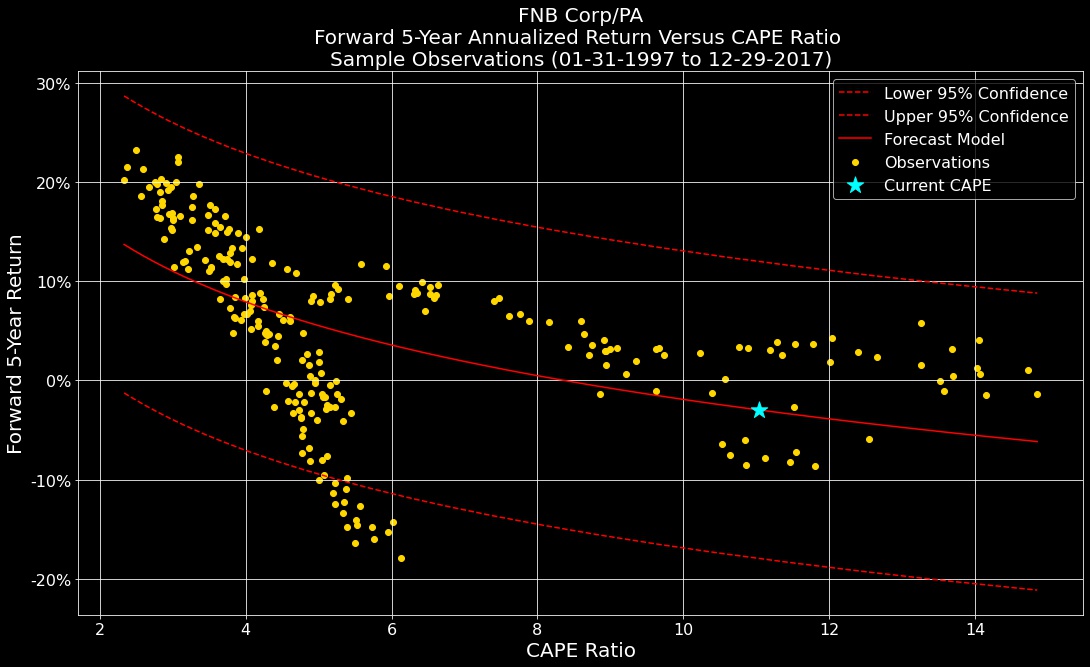 FNB Corp/PA
Forward 5-Year Annualized Return Versus CAPE Ratio
Sample Observations (01-31-1997 to 12-29-2017)
Lower 95% Confidence
Upper 95% Confidence
Forecast Model
Observations
Current CAPE
Forward 5-Year Return
30%
20%
10%
0%
-10%
-20%
2 4 6 8 10 12 14
CAPE Ratio